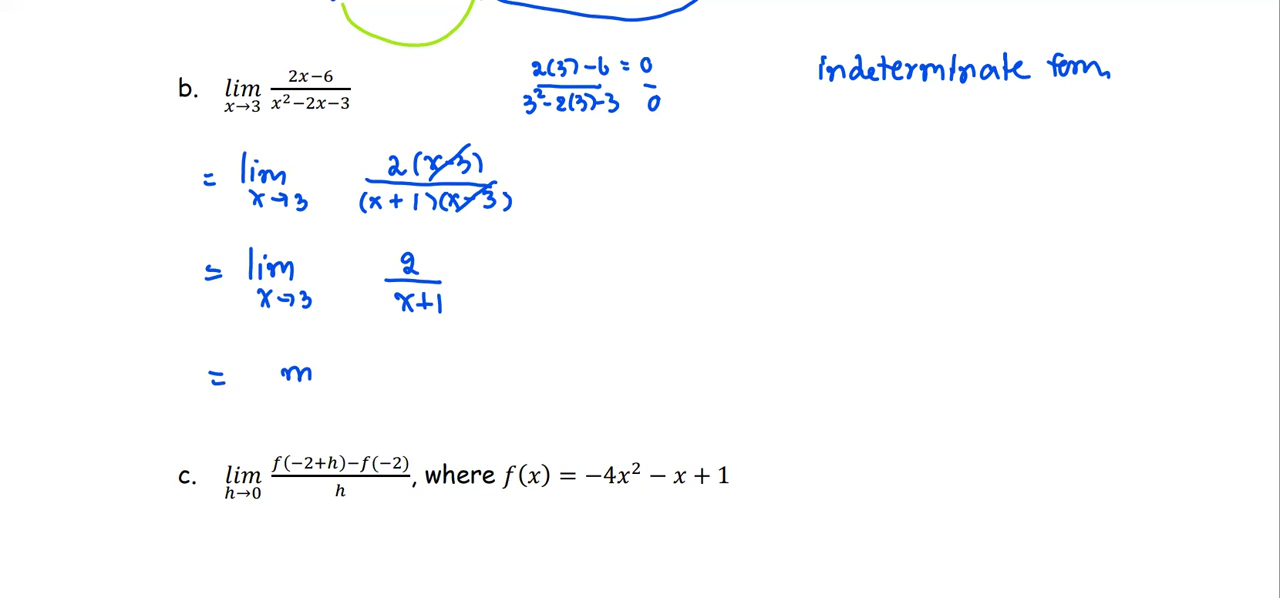 b. lim x→3 2x−6 / x²−2x−3
2(3)−6 = 0 / 3²−2(3)−3 0
indeterminate form
= lim x→3 2(x−3) / (x+1)(x−3)
= lim x→3 2 / x+1
= m
c. lim h→0 f(−2+h)−f(−2) / h, where f(x) = −4x² − x + 1